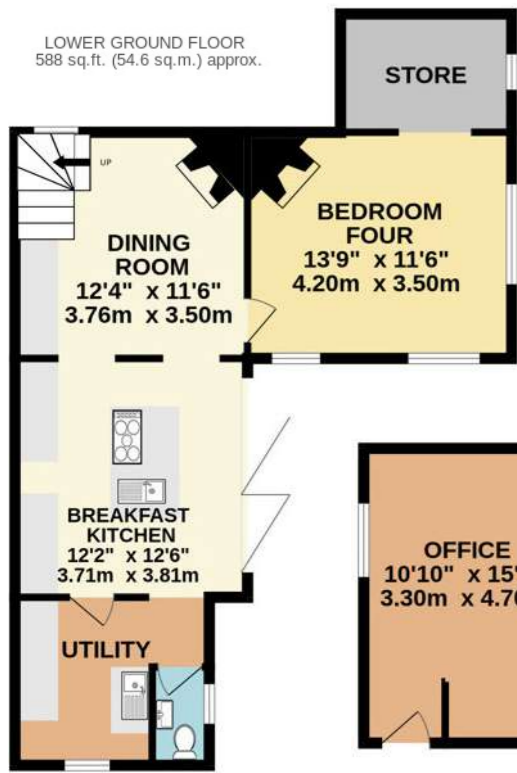 LOWER GROUND FLOOR
588 sq.ft. (54.6 sq.m.) approx.
STORE
UP
BEDROOM
FOUR
13'9" x 11'6"
4.20m x 3.50m
DINING
ROOM
12'4" x 11'6"
3.76m x 3.50m
BREAKFAST
KITCHEN
12'2" x 12'6"
3.71m x 3.81m
OFFICE
10'10" x 15'
3.30m x 4.70
UTILITY